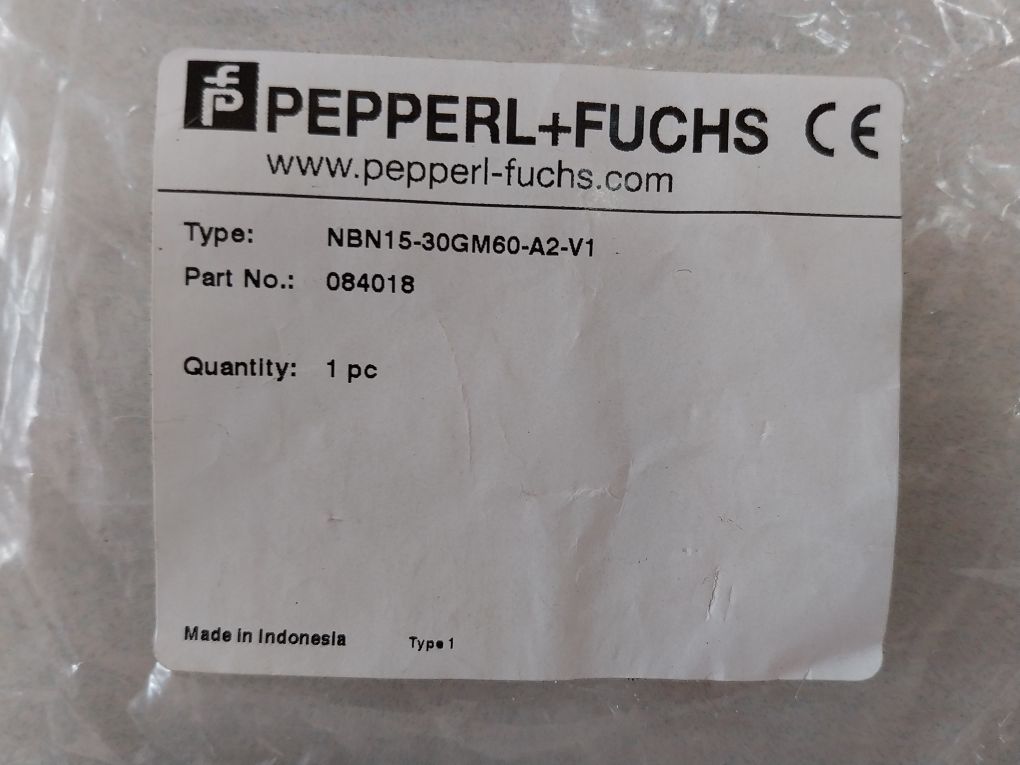 PEPPERL+FUCHS CE
www.pepperl-fuchs.com
Type: NBN15-30GM60-A2-V1
Part No.: 084018
Quantity: 1 pc
Made in Indonesia Type 1